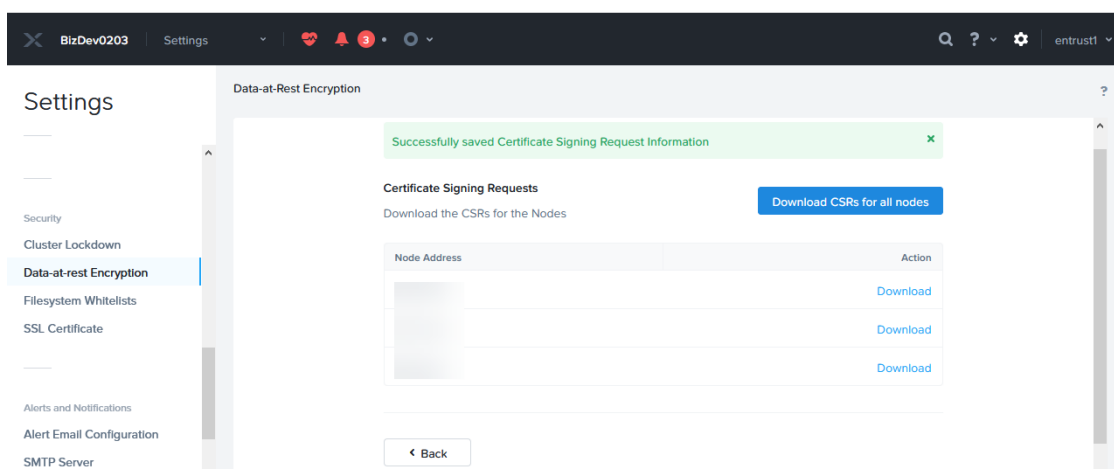 BizDev0203 Settings 3 ? entrust1
Settings
Data-at-Rest Encryption ?
Successfully saved Certificate Signing Request Information ×
Certificate Signing Requests
Download the CSRs for the Nodes
Download CSRs for all nodes
Security
Cluster Lockdown
Data-at-rest Encryption
Filesystem Whitelists
SSL Certificate
Node Address Action
Download
Download
Download
Alerts and Notifications
Alert Email Configuration
SMTP Server
Back